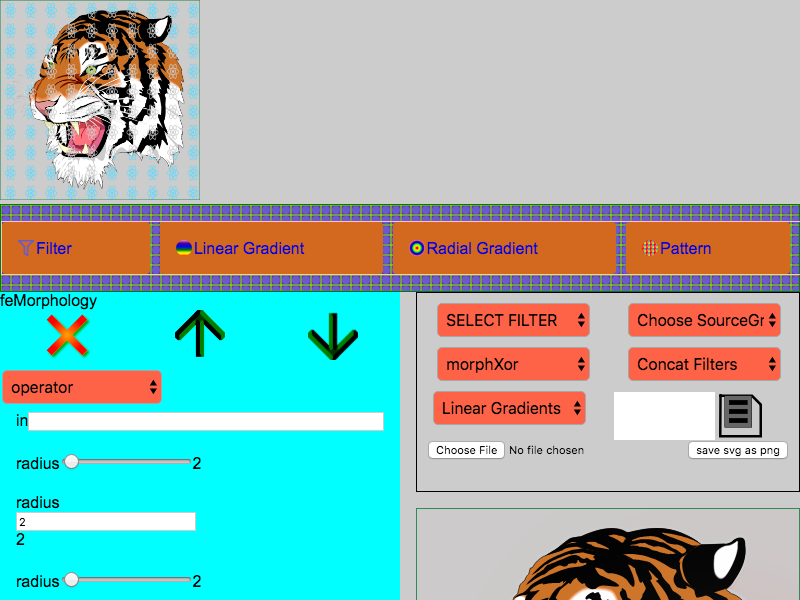 Filter
Linear Gradient
Radial Gradient
Pattern
feMorphology
operator
in
radius 2
radius
2
2
radius 2
SELECT FILTER
Choose SourceGr
morphXor
Concat Filters
Linear Gradients
Choose File No file chosen
save svg as png